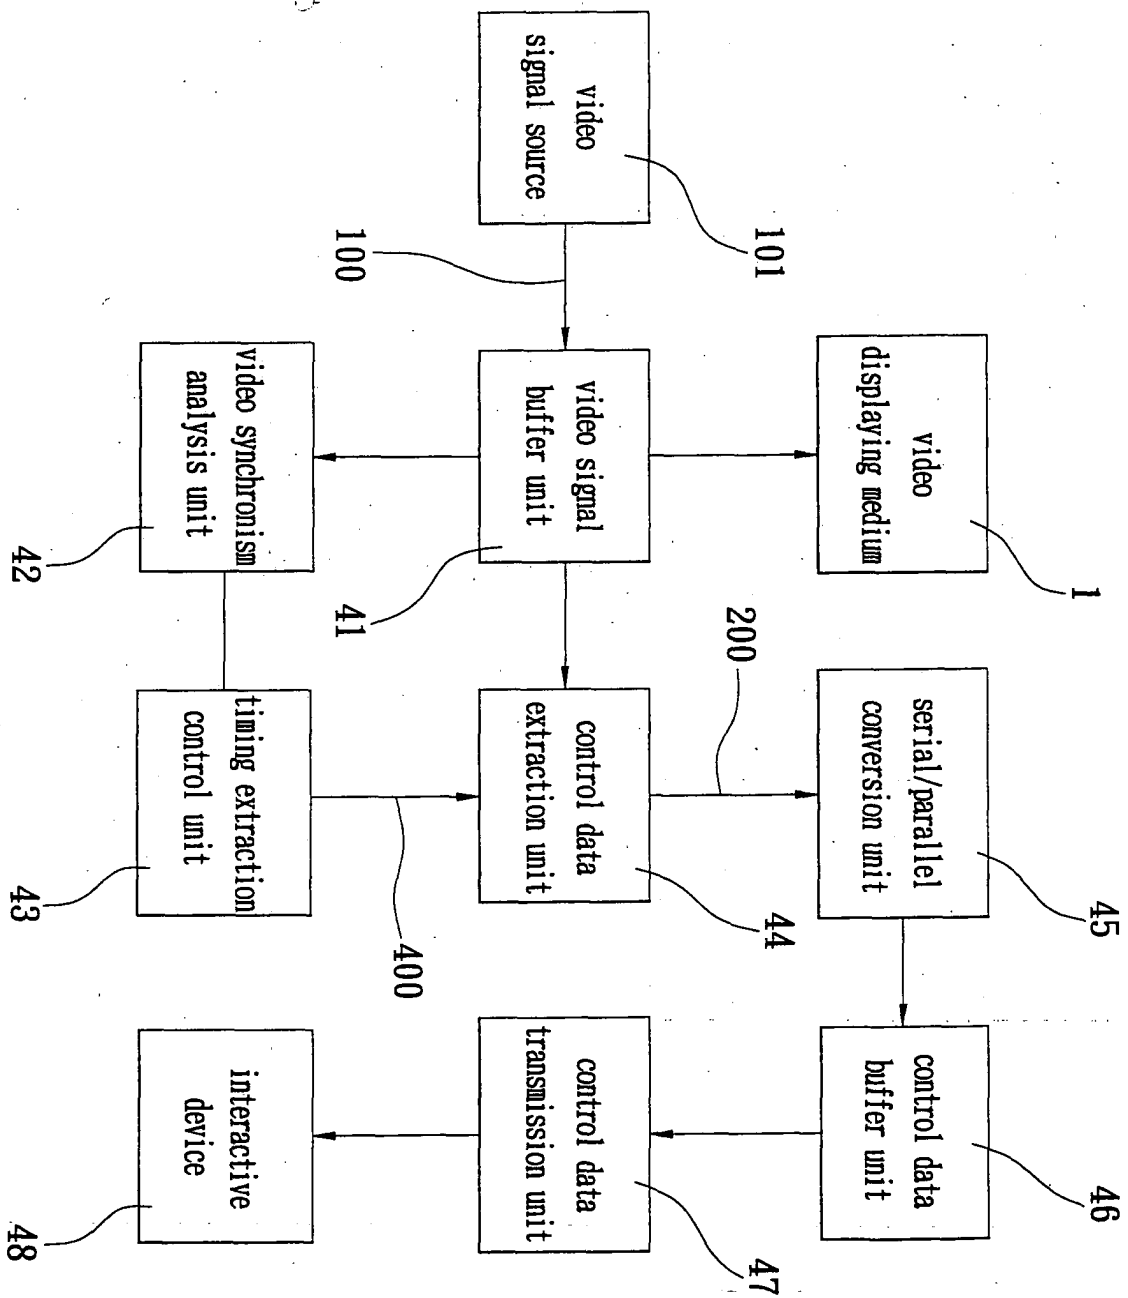 video
signal source
101
100
video
displaying medium
1
video signal
buffer unit
41
video synchronism
analysis unit
42
200
serial/parallel
conversion unit
45
control data
extraction unit
44
timing extraction
control unit
43
400
control data
buffer unit
46
control data
transmission unit
47
interactive
device
48